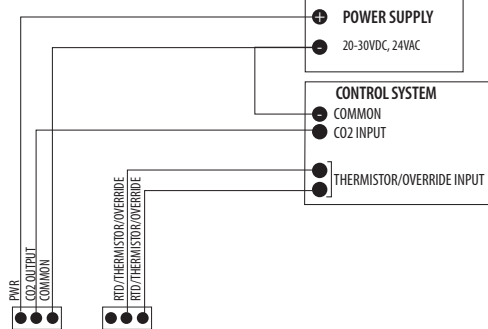 + POWER SUPPLY
- 20-30VDC, 24VAC
CONTROL SYSTEM
- COMMON
CO2 INPUT
THERMISTOR/OVERRIDE INPUT
PWR
CO2 OUTPUT
COMMON
RTD/THERMISTOR/OVERRIDE
RTD/THERMISTOR/OVERRIDE